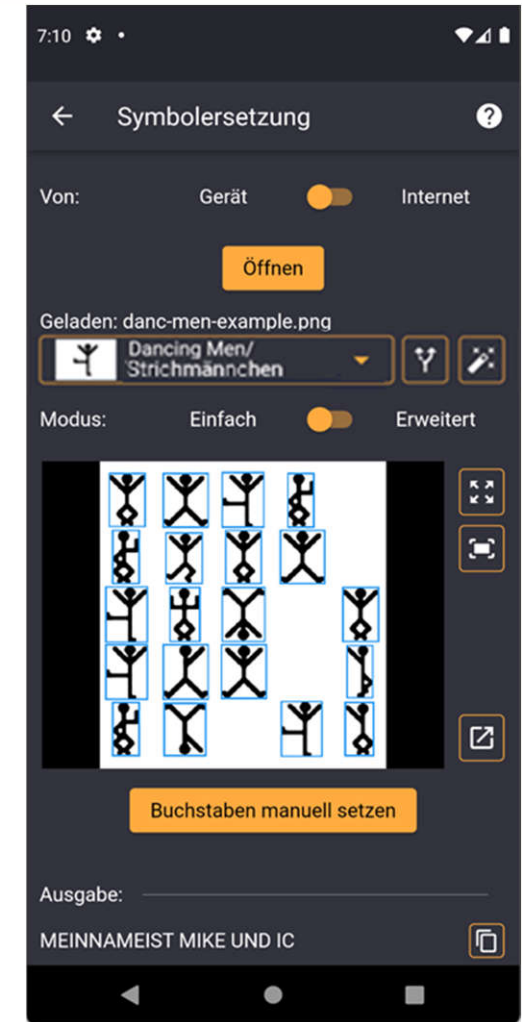 7:10
Symbolersetzung
Von: Gerät Internet
Öffnen
Geladen: danc-men-example.png
Dancing Men/
Strichmännchen
Modus: Einfach Erweitert
Buchstaben manuell setzen
Ausgabe:
MEINNAMEIST MIKE UND IC